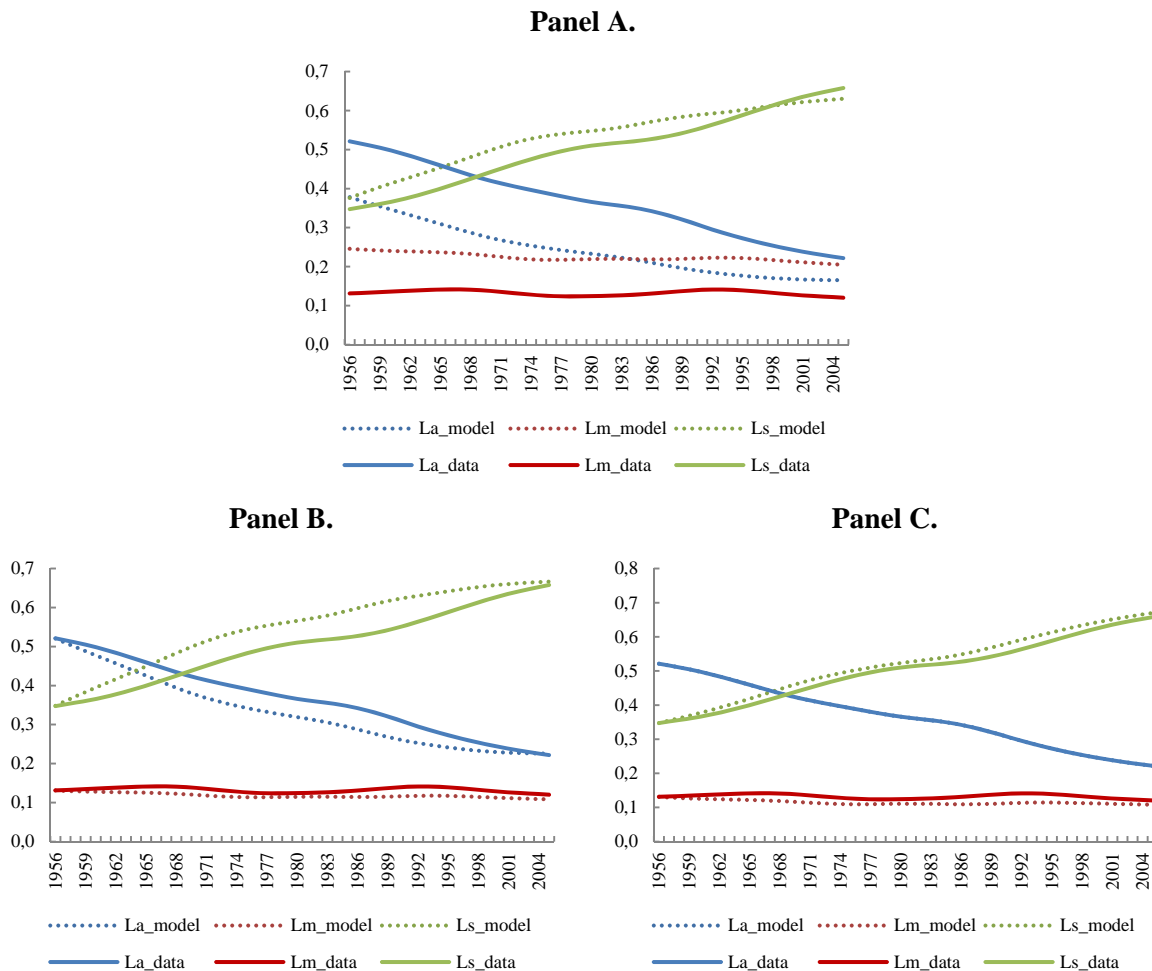 Panel A.
0,7
0,6
0,5
0,4
0,3
0,2
0,1
0,0
1956 1959 1962 1965 1968 1971 1974 1977 1980 1983 1986 1989 1992 1995 1998 2001 2004
La_model Lm_model Ls_model
La_data Lm_data Ls_data
Panel B.
0,7
0,6
0,5
0,4
0,3
0,2
0,1
0,0
1956 1959 1962 1965 1968 1971 1974 1977 1980 1983 1986 1989 1992 1995 1998 2001 2004
La_model Lm_model Ls_model
La_data Lm_data Ls_data
Panel C.
0,8
0,7
0,6
0,5
0,4
0,3
0,2
0,1
0,0
1956 1959 1962 1965 1968 1971 1974 1977 1980 1983 1986 1989 1992 1995 1998 2001 2004
La_model Lm_model Ls_model
La_data Lm_data Ls_data